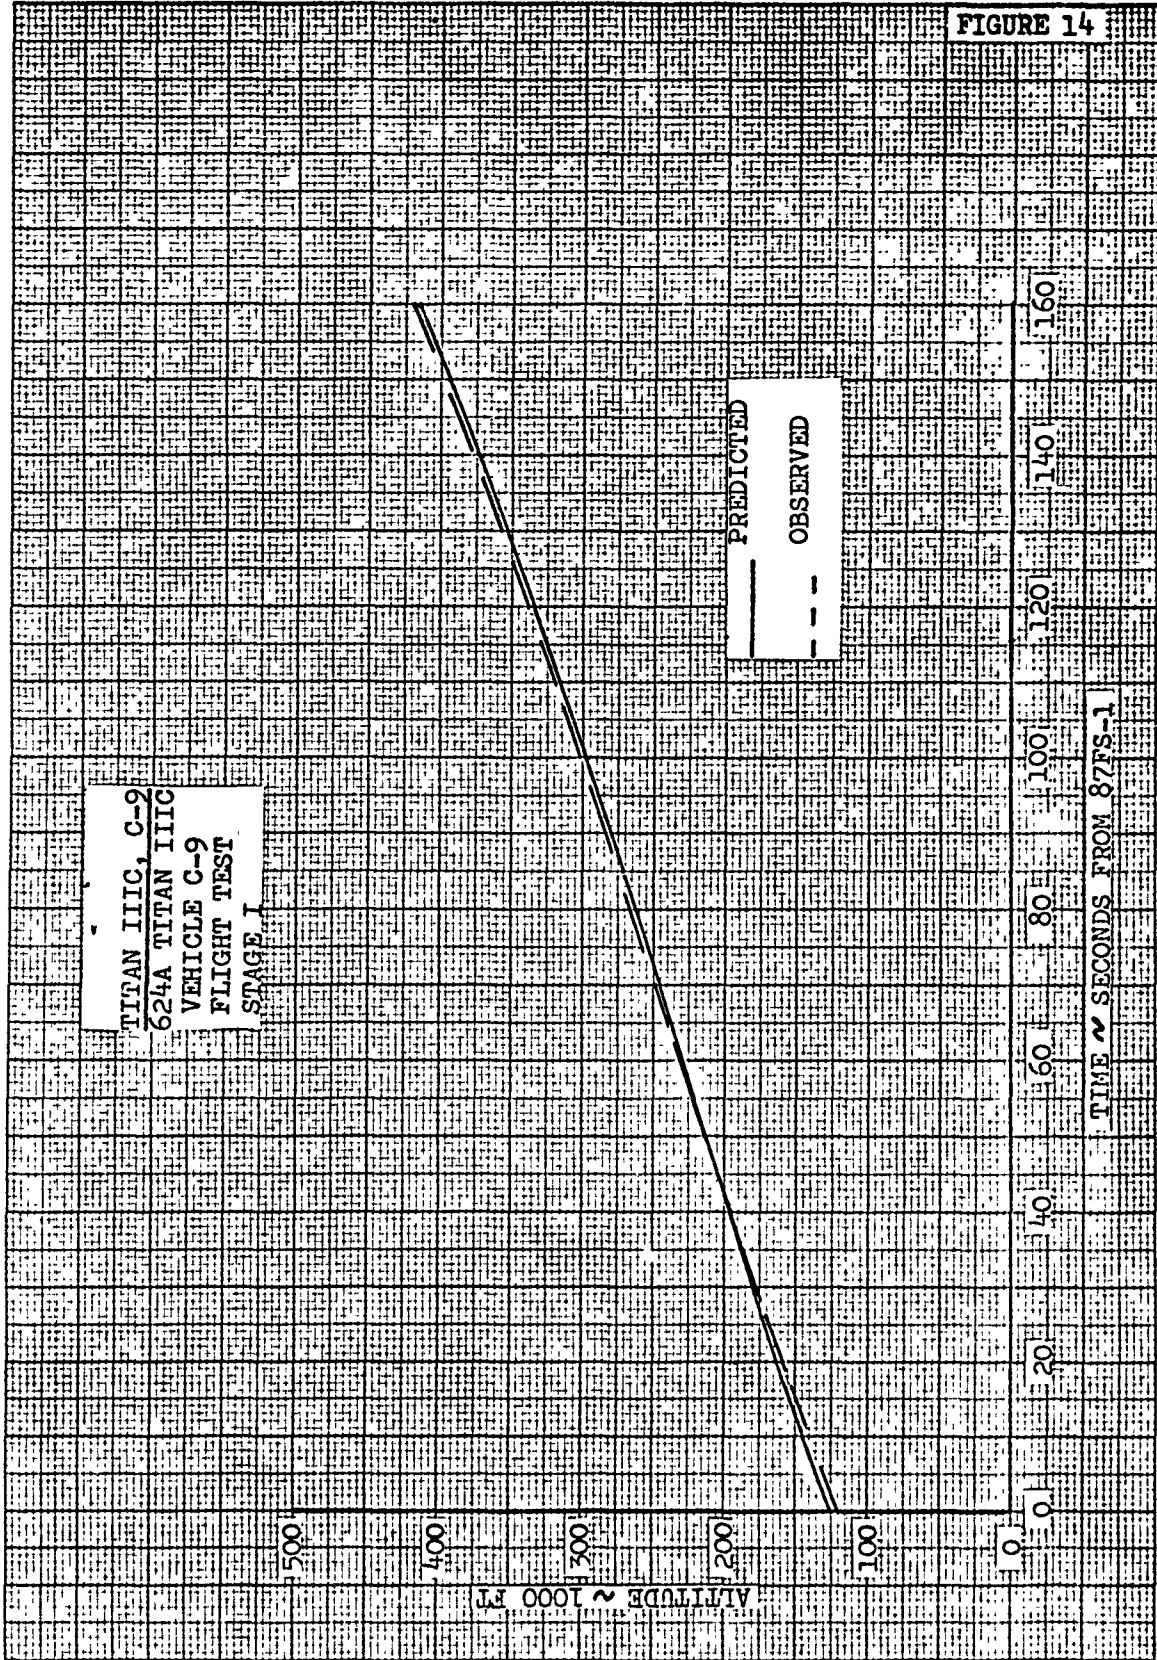 FIGURE 14
TITAN IIIC, C-9
624A TITAN IIIC
VEHICLE C-9
FLIGHT TEST
STAGE I
ALTITUDE ~ 1000 FT
500
400
300
200
100
0
0 20 40 60 80 100 120 140 160
TIME ~ SECONDS FROM 87FS-1
PREDICTED
OBSERVED